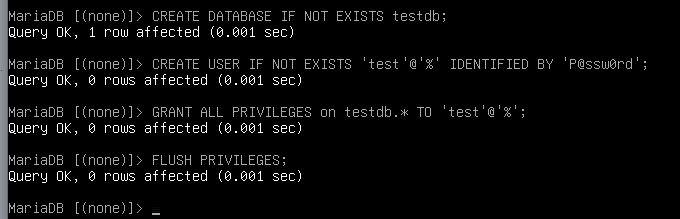 MariaDB [(none)]> CREATE DATABASE IF NOT EXISTS testdb;
Query OK, 1 row affected (0.001 sec)
MariaDB [(none)]> CREATE USER IF NOT EXISTS 'test'@'%' IDENTIFIED BY 'P@ssw0rd';
Query OK, 0 rows affected (0.001 sec)
MariaDB [(none)]> GRANT ALL PRIVILEGES on testdb.* TO 'test'@'%';
Query OK, 0 rows affected (0.001 sec)
MariaDB [(none)]> FLUSH PRIVILEGES;
Query OK, 0 rows affected (0.001 sec)
MariaDB [(none)]> _